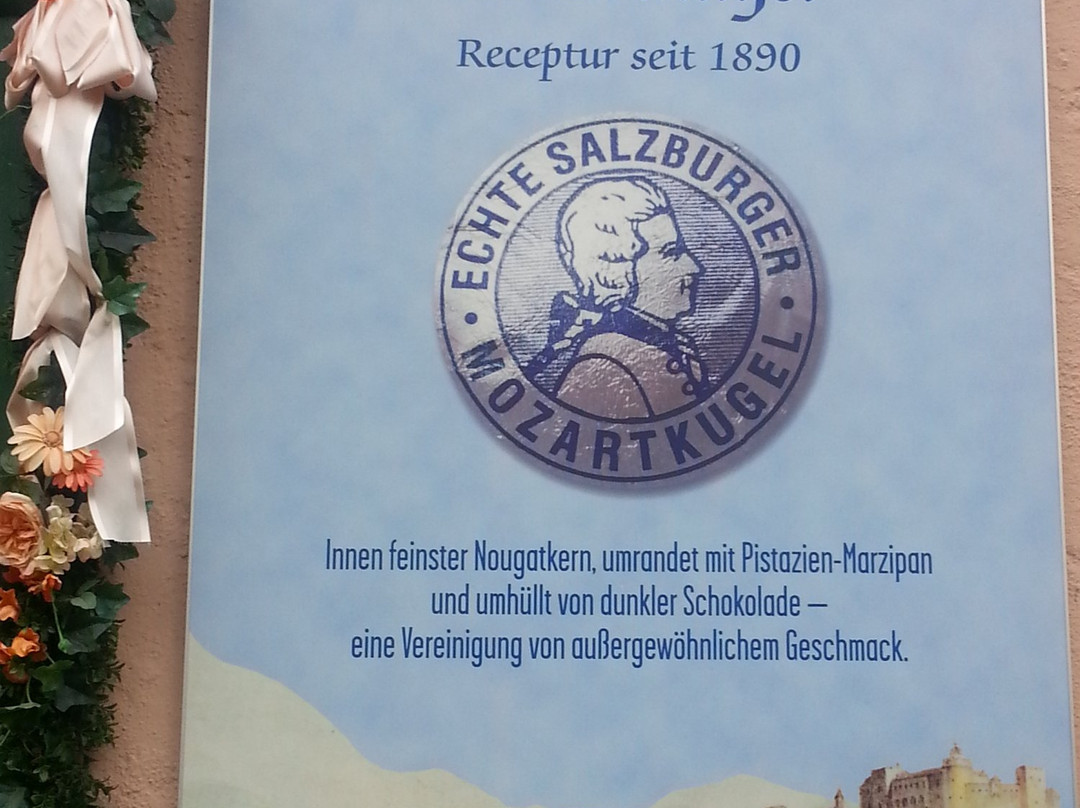 Receptur seit 1890
ECHTE SALZBURGER
MOZARTKUGEL
Innen feinster Nougatkern, umrandet mit Pistazien-Marzipan
und umhüllt von dunkler Schokolade –
eine Vereinigung von außergewöhnlichem Geschmack.